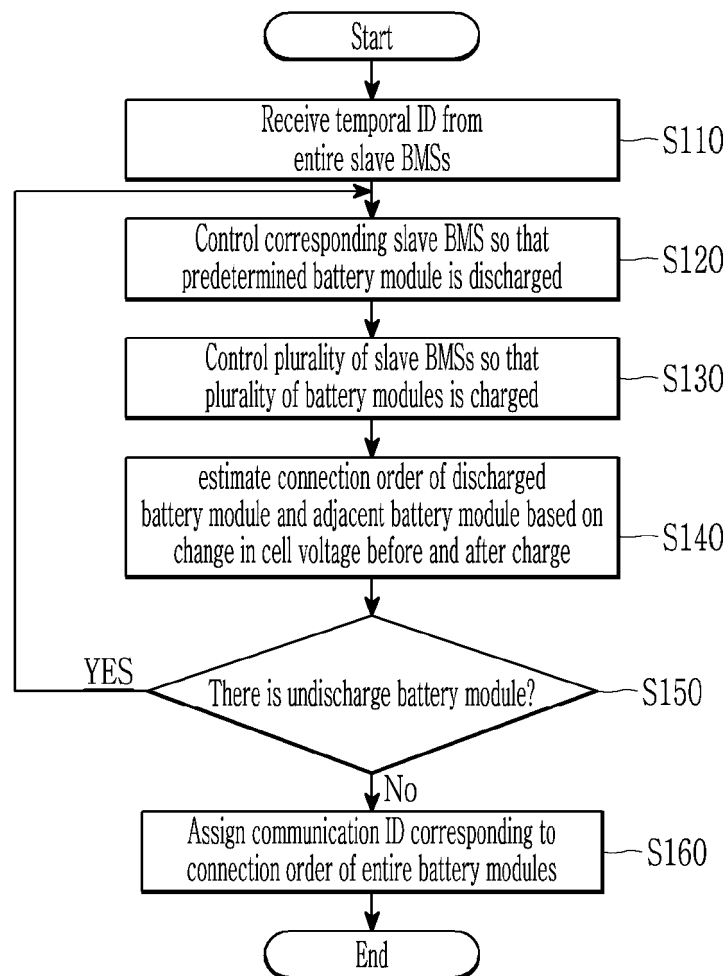 Start
Receive temporal ID from
entire slave BMSs
S110
Control corresponding slave BMS so that
predetermined battery module is discharged
S120
Control plurality of slave BMSs so that
plurality of battery modules is charged
S130
estimate connection order of discharged
battery module and adjacent battery module based on
change in cell voltage before and after charge
S140
YES
There is undischarge battery module?
S150
No
Assign communication ID corresponding to
connection order of entire battery modules
S160
End